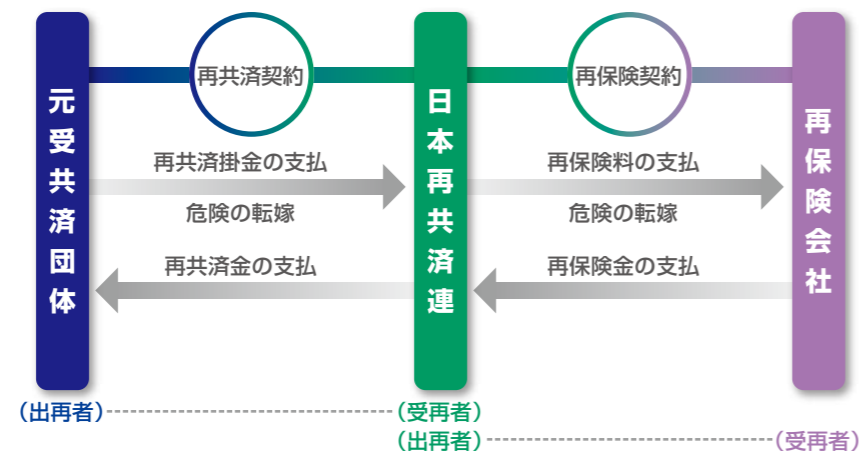 元受共済団体
再共済契約
日本再共済連
再保険契約
再保険会社
再共済掛金の支払
危険の転嫁
再共済金の支払
再保険料の支払
危険の転嫁
再保険金の支払
(出再者)
(受再者)
(出再者)
(受再者)